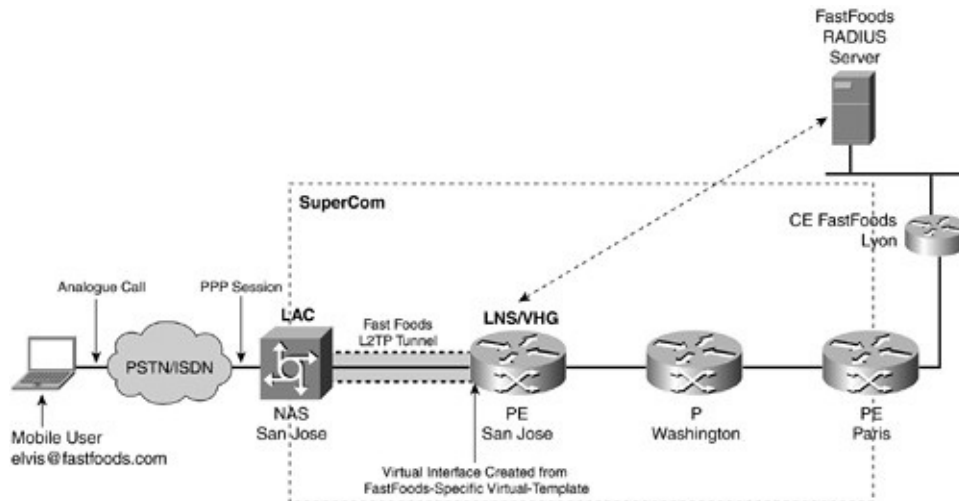 FastFoods
RADIUS
Server
SuperCom
CE FastFoods
Lyon
Analogue Call
PPP Session
LAC
Fast Foods
L2TP Tunnel
LNS/VHG
PSTN/ISDN
NAS
San Jose
PE
San Jose
P
Washington
PE
Paris
Mobile User
elvis@fastfoods.com
Virtual Interface Created from
FastFoods-Specific Virtual-Template